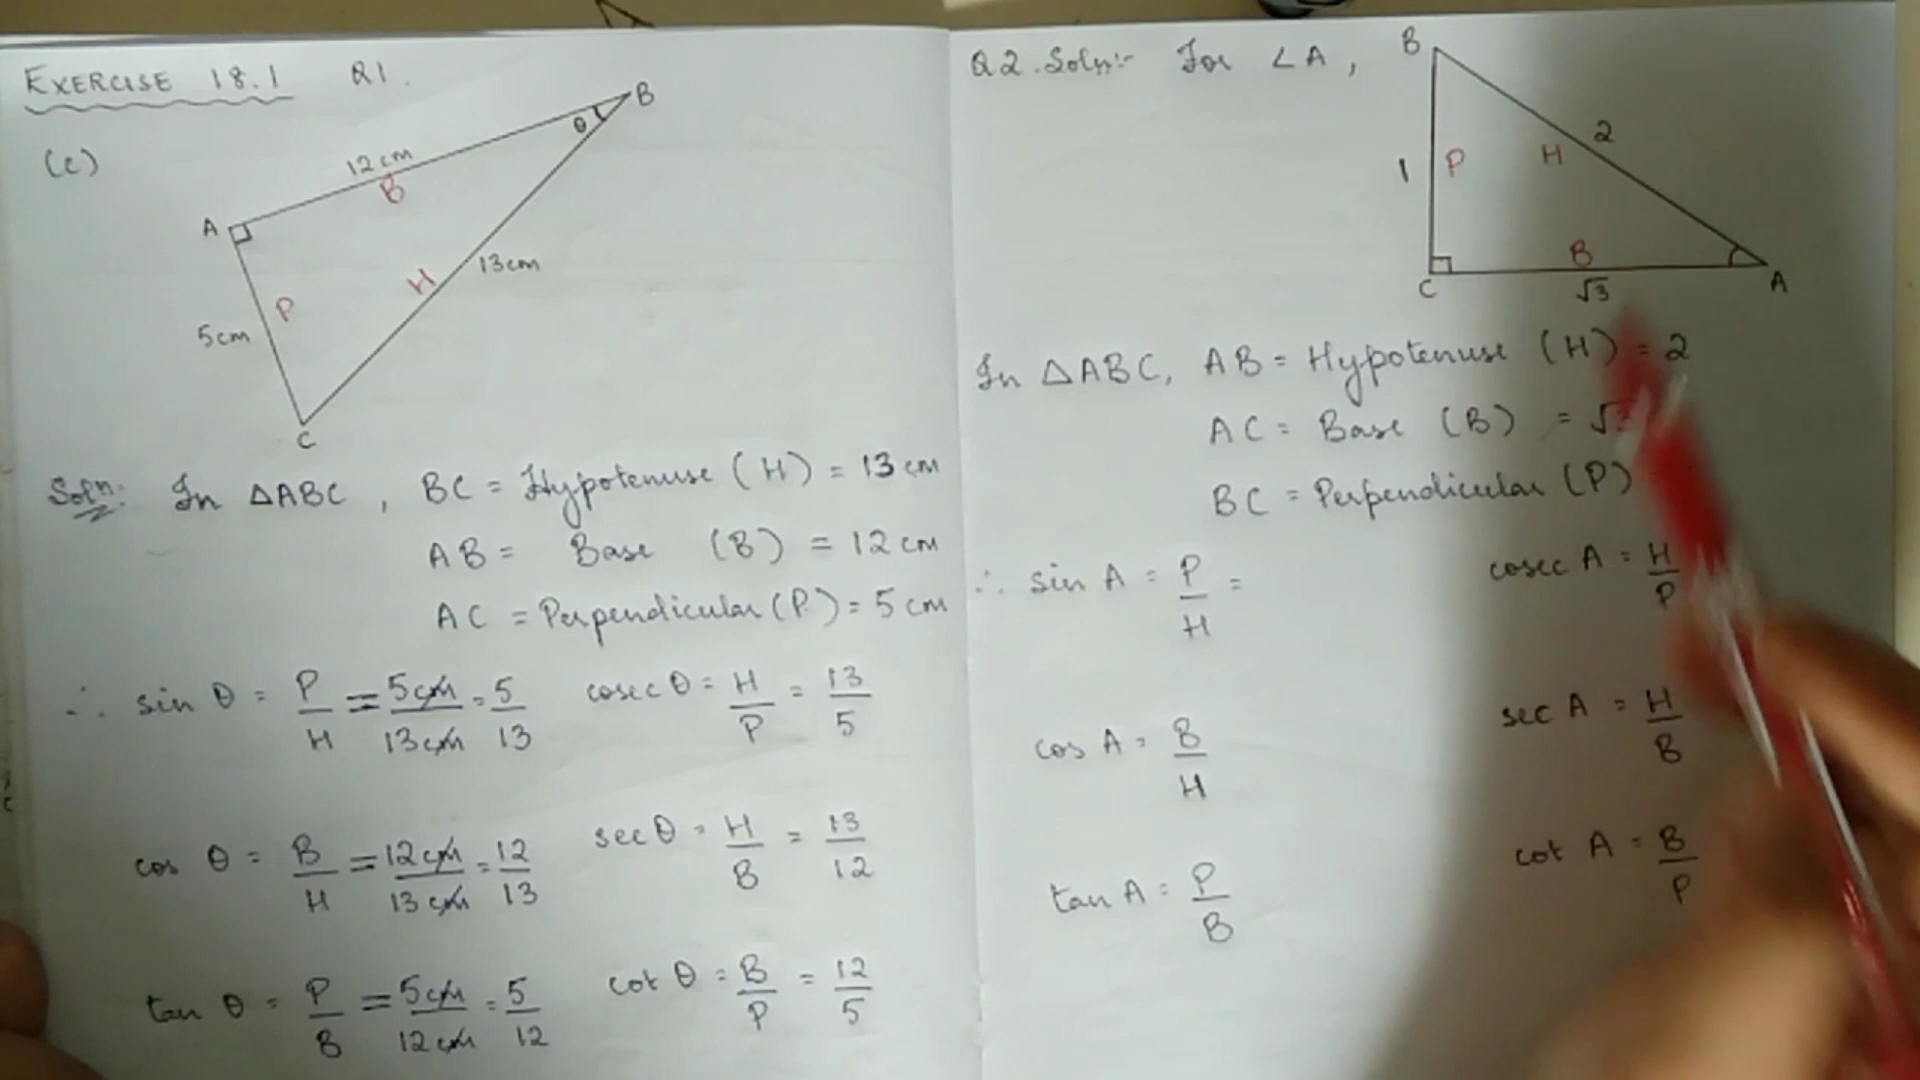 EXERCISE 18.1 Q1.
(c)
B
θ
12cm
B
A
13cm
H
P
5cm
C
Soln: In ΔABC, BC = Hypotenuse (H) = 13 cm
AB = Base (B) = 12 cm
AC = Perpendicular (P) = 5 cm
∴ sin θ = P/H = 5cm/13cm = 5/13 cosec θ = H/P = 13/5
cos θ = B/H = 12cm/13cm = 12/13 sec θ = H/B = 13/12
tan θ = P/B = 5cm/12cm = 5/12 cot θ = B/P = 12/5
Q2. Soln:- For ∠A,
B
2
1 P H
B
C √3 A
In ΔABC, AB = Hypotenuse (H) = 2
AC = Base (B) = √
BC = Perpendicular (P)
∴ sin A = P/H = cosec A = H/P
cos A = B/H sec A = H/B
tan A = P/B cot A = B/P